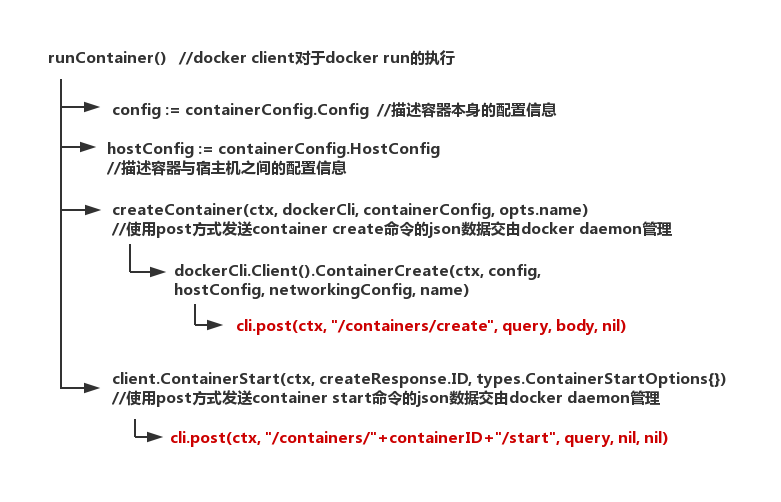 runContainer() //docker client对于docker run的执行
config := containerConfig.Config //描述容器本身的配置信息
hostConfig := containerConfig.HostConfig
//描述容器与宿主机之间的配置信息
createContainer(ctx, dockerCli, containerConfig, opts.name)
//使用post方式发送container create命令的json数据交由docker daemon管理
dockerCli.Client().ContainerCreate(ctx, config,
hostConfig, networkingConfig, name)
cli.post(ctx, "/containers/create", query, body, nil)
client.ContainerStart(ctx, createResponse.ID, types.ContainerStartOptions{})
//使用post方式发送container start命令的json数据交由docker daemon管理
cli.post(ctx, "/containers/"+containerID+"/start", query, nil, nil)